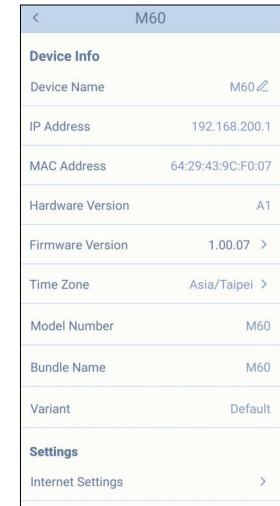 M60
Device Info
Device Name M60
IP Address 192.168.200.1
MAC Address 64:29:43:9C:F0:07
Hardware Version A1
Firmware Version 1.00.07 >
Time Zone Asia/Taipei >
Model Number M60
Bundle Name M60
Variant Default
Settings
Internet Settings >